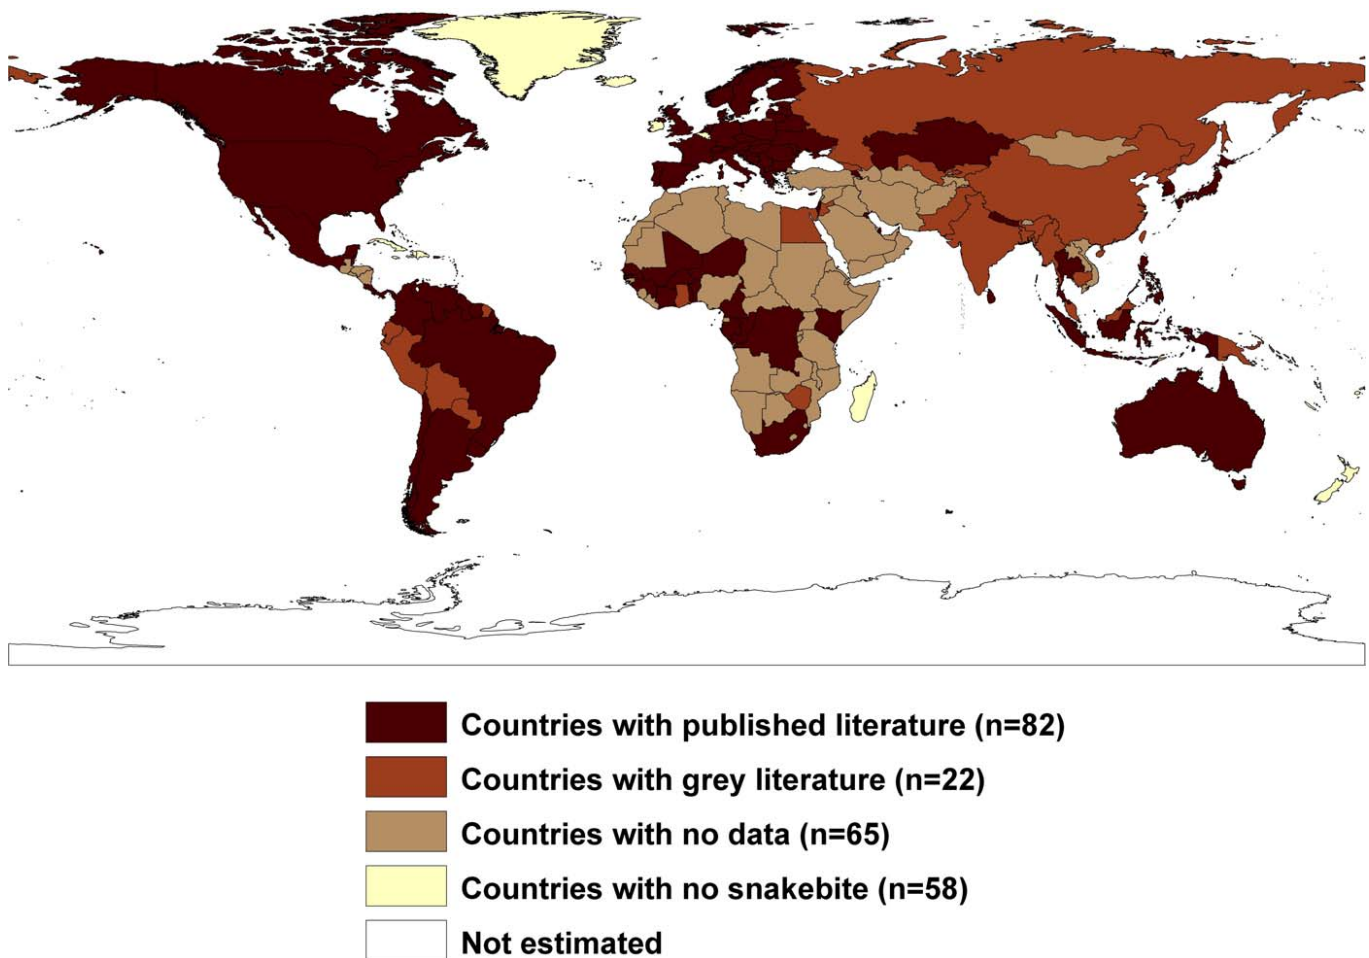 Countries with published literature (n=82)
Countries with grey literature (n=22)
Countries with no data (n=65)
Countries with no snakebite (n=58)
Not estimated